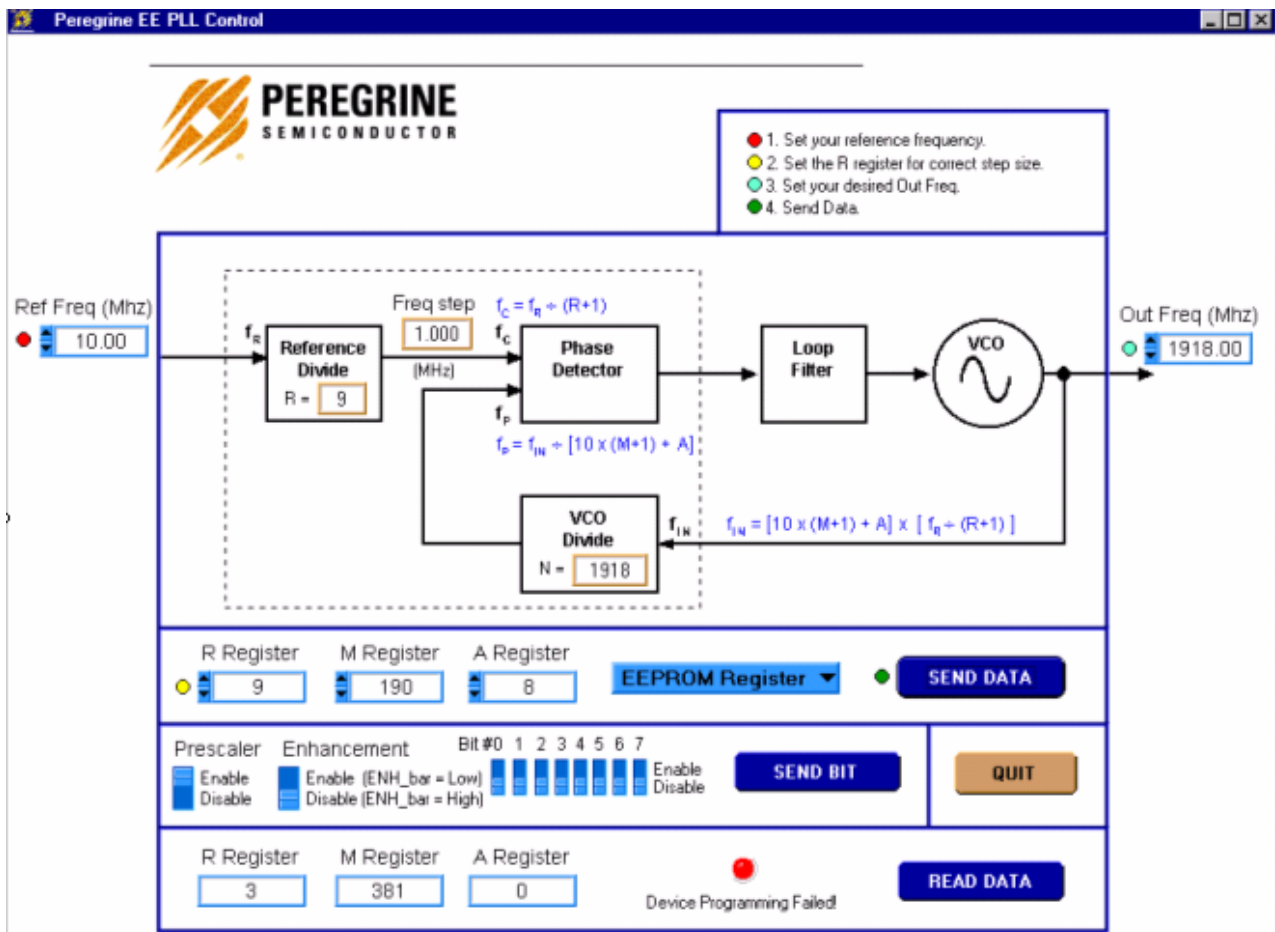 Peregrine EE PLL Control
PEREGRINE
SEMICONDUCTOR
1. Set your reference frequency.
2. Set the R register for correct step size.
3. Set your desired Out Freq.
4. Send Data.
Ref Freq (Mhz)
10.00
fR
Reference
Divide
R = 9
Freq step
1.000
(MHz)
fC = fR ÷ (R+1)
fC
Phase
Detector
fP
fP = fIN ÷ [10 x (M+1) + A]
Loop
Filter
VCO
Out Freq (Mhz)
1918.00
VCO
Divide
N = 1918
fIN
fIN = [10 x (M+1) + A] x [ fR ÷ (R+1) ]
R Register M Register A Register
9 190 8
EEPROM Register
SEND DATA
Prescaler
Enable
Disable
Enhancement
Enable (ENH_bar = Low)
Disable (ENH_bar = High)
Bit #0 1 2 3 4 5 6 7
Enable
Disable
SEND BIT
QUIT
R Register M Register A Register
3 381 0
Device Programming Failed!
READ DATA